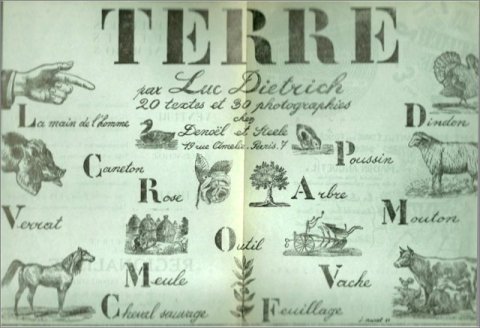 TERRE
par Luc Dietrich
20 textes et 30 photographies
chez
Denoël et Steele
19 rue Amélie. Paris. 7
La main de l'homme
Dindon
Caneton
Poussin
Rose
Arbre
Verrat
Mouton
Outil
Meule
Vache
Cheval sauvage
Feuillage